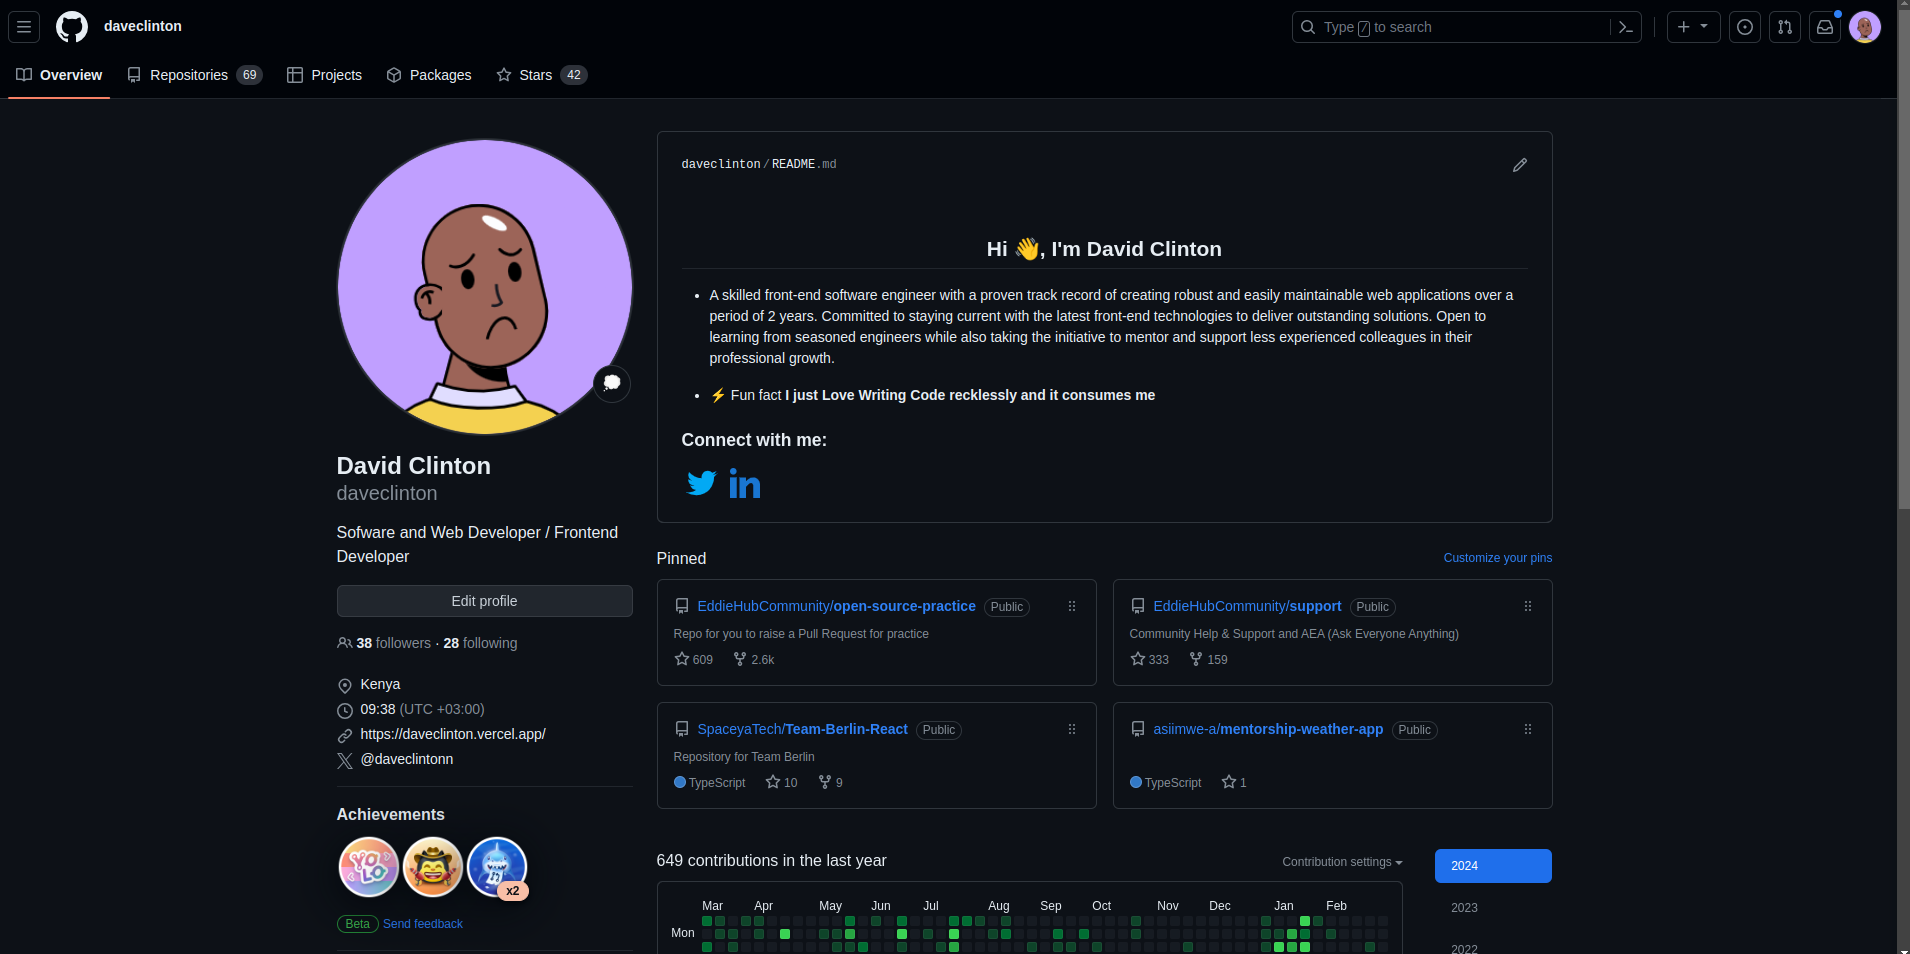 daveclinton
Type / to search
Overview
Repositories 69
Projects
Packages
Stars 42
daveclinton/README.md
Hi 👋, I'm David Clinton
A skilled front-end software engineer with a proven track record of creating robust and easily maintainable web applications over a
period of 2 years. Committed to staying current with the latest front-end technologies to deliver outstanding solutions. Open to
learning from seasoned engineers while also taking the initiative to mentor and support less experienced colleagues in their
professional growth.
⚡ Fun fact I just Love Writing Code recklessly and it consumes me
Connect with me:
in
David Clinton
daveclinton
Sofware and Web Developer / Frontend
Developer
Edit profile
38 followers · 28 following
Kenya
09:38 (UTC +03:00)
https://daveclinton.vercel.app/
@daveclintonn
Achievements
YOLO
x2
Beta Send feedback
Pinned
Customize your pins
EddieHubCommunity/open-source-practice Public
Repo for you to raise a Pull Request for practice
609 2.6k
EddieHubCommunity/support Public
Community Help & Support and AEA (Ask Everyone Anything)
333 159
SpaceyaTech/Team-Berlin-React Public
Repository for Team Berlin
TypeScript 10 9
asiimwe-a/mentorship-weather-app Public
TypeScript 1
649 contributions in the last year
Contribution settings
2024
2023
2022
Mar Apr May Jun Jul Aug Sep Oct Nov Dec Jan Feb
Mon